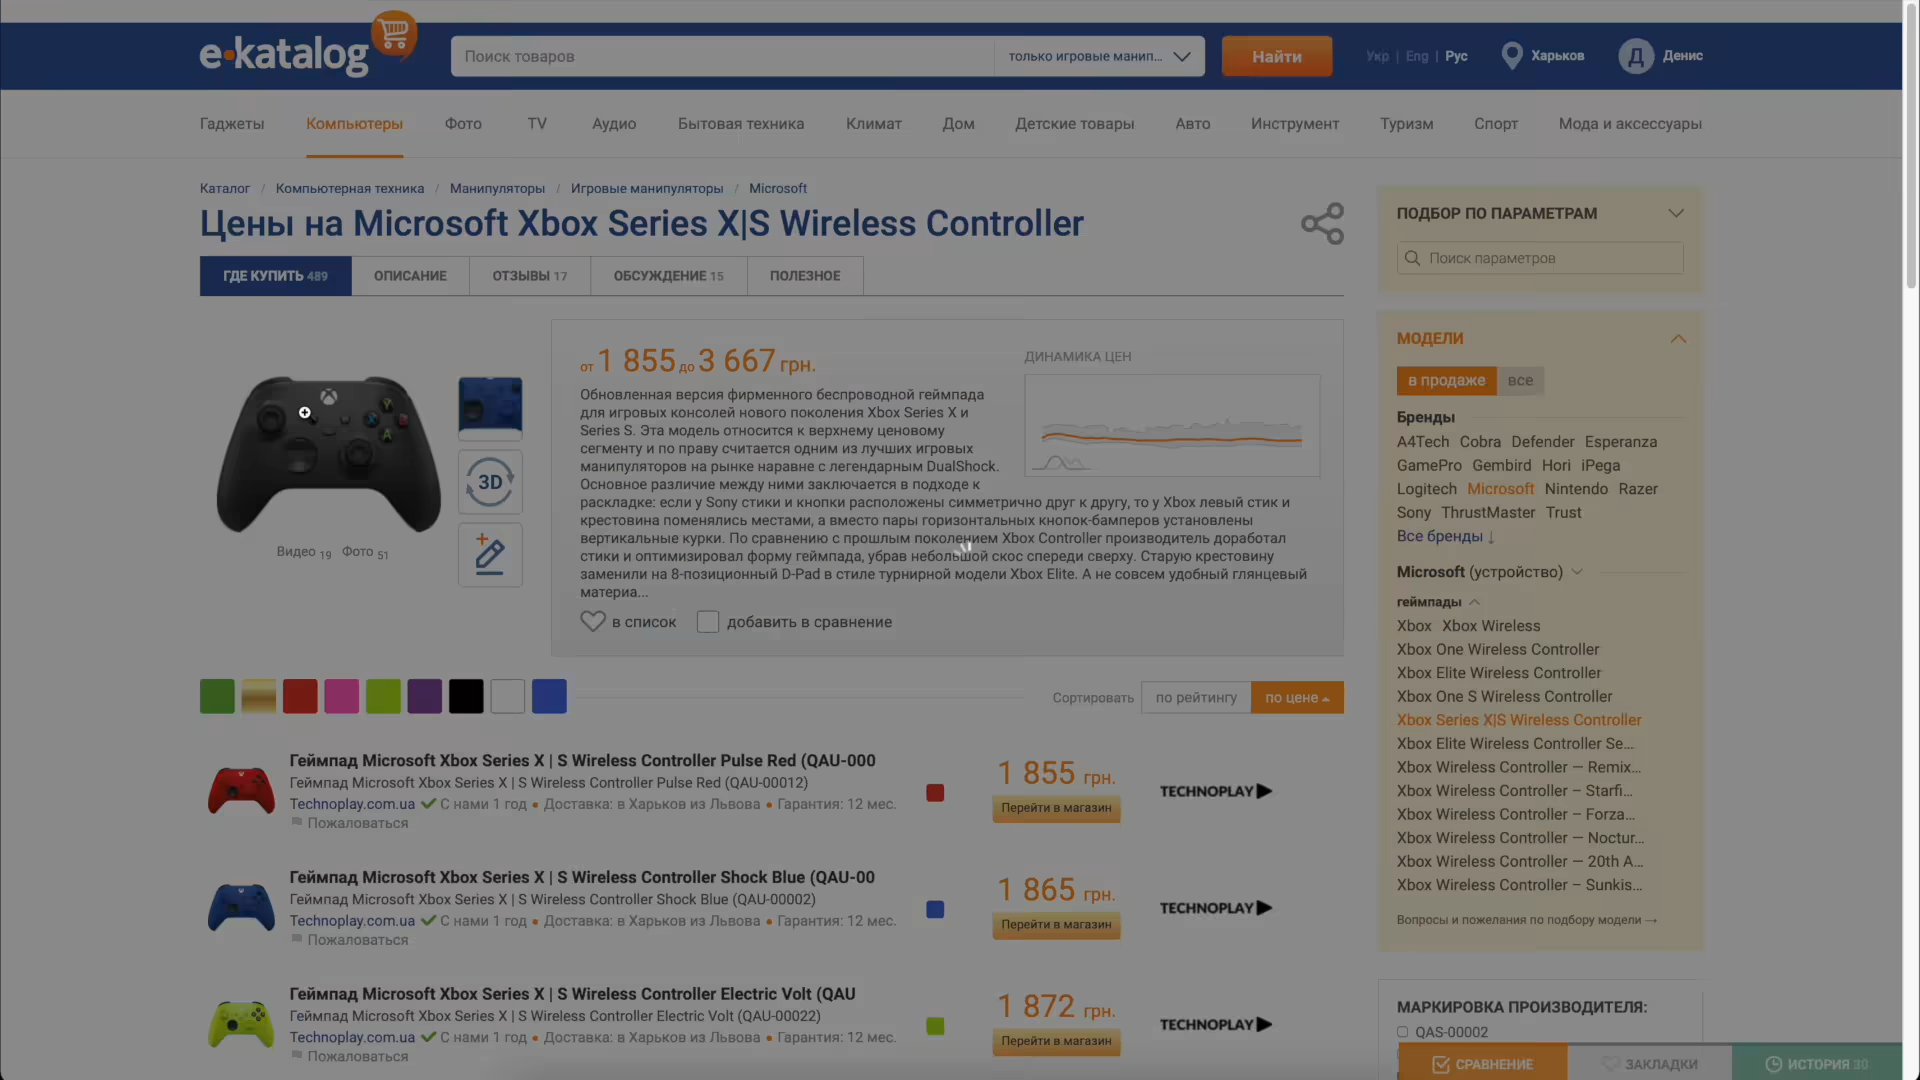 e·katalog
Поиск товаров
только игровые манип...
Найти
Укр | Eng | Рус
Харьков
Д
Денис
Гаджеты
Компьютеры
Фото
TV
Аудио
Бытовая техника
Климат
Дом
Детские товары
Авто
Инструмент
Туризм
Спорт
Мода и аксессуары
Каталог / Компьютерная техника / Манипуляторы / Игровые манипуляторы / Microsoft
Цены на Microsoft Xbox Series X|S Wireless Controller
ГДЕ КУПИТЬ 489
ОПИСАНИЕ
ОТЗЫВЫ 17
ОБСУЖДЕНИЕ 15
ПОЛЕЗНОЕ
3D
Видео 19 Фото 51
от 1 855 до 3 667 грн.
Обновленная версия фирменного беспроводной геймпада
для игровых консолей нового поколения Xbox Series X и
Series S. Эта модель относится к верхнему ценовому
сегменту и по праву считается одним из лучших игровых
манипуляторов на рынке наравне с легендарным DualShock.
Основное различие между ними заключается в подходе к
раскладке: если у Sony стики и кнопки расположены симметрично друг к другу, то у Xbox левый стик и
крестовина поменялись местами, а вместо пары горизонтальных кнопок-бамперов установлены
вертикальные курки. По сравнению с прошлым поколением Xbox Controller производитель доработал
стики и оптимизировал форму геймпада, убрав небольшой скос спереди сверху. Старую крестовину
заменили на 8-позиционный D-Pad в стиле турнирной модели Xbox Elite. А не совсем удобный глянцевый
материа...
ДИНАМИКА ЦЕН
в список
добавить в сравнение
Сортировать
по рейтингу
по цене
Геймпад Microsoft Xbox Series X | S Wireless Controller Pulse Red (QAU-000
Геймпад Microsoft Xbox Series X | S Wireless Controller Pulse Red (QAU-00012)
Technoplay.com.ua С нами 1 год • Доставка: в Харьков из Львова • Гарантия: 12 мес.
Пожаловаться
1 855 грн.
Перейти в магазин
TECHNOPLAY
Геймпад Microsoft Xbox Series X | S Wireless Controller Shock Blue (QAU-00
Геймпад Microsoft Xbox Series X | S Wireless Controller Shock Blue (QAU-00002)
Technoplay.com.ua С нами 1 год • Доставка: в Харьков из Львова • Гарантия: 12 мес.
Пожаловаться
1 865 грн.
Перейти в магазин
TECHNOPLAY
Геймпад Microsoft Xbox Series X | S Wireless Controller Electric Volt (QAU
Геймпад Microsoft Xbox Series X | S Wireless Controller Electric Volt (QAU-00022)
Technoplay.com.ua С нами 1 год • Доставка: в Харьков из Львова • Гарантия: 12 мес.
Пожаловаться
1 872 грн.
Перейти в магазин
TECHNOPLAY
ПОДБОР ПО ПАРАМЕТРАМ
Поиск параметров
МОДЕЛИ
в продаже
все
Бренды
A4Tech Cobra Defender Esperanza
GamePro Gembird Hori iPega
Logitech Microsoft Nintendo Razer
Sony ThrustMaster Trust
Все бренды ↓
Microsoft (устройство)
геймпады
Xbox Xbox Wireless
Xbox One Wireless Controller
Xbox Elite Wireless Controller
Xbox One S Wireless Controller
Xbox Series X|S Wireless Controller
Xbox Elite Wireless Controller Se...
Xbox Wireless Controller — Remix...
Xbox Wireless Controller – Starfi...
Xbox Wireless Controller – Forza...
Xbox Wireless Controller — Noctur...
Xbox Wireless Controller — 20th A...
Xbox Wireless Controller – Sunkis...
Вопросы и пожелания по подбору модели →
МАРКИРОВКА ПРОИЗВОДИТЕЛЯ:
QAS-00002
СРАВНЕНИЕ
ЗАКЛАДКИ
ИСТОРИЯ 30